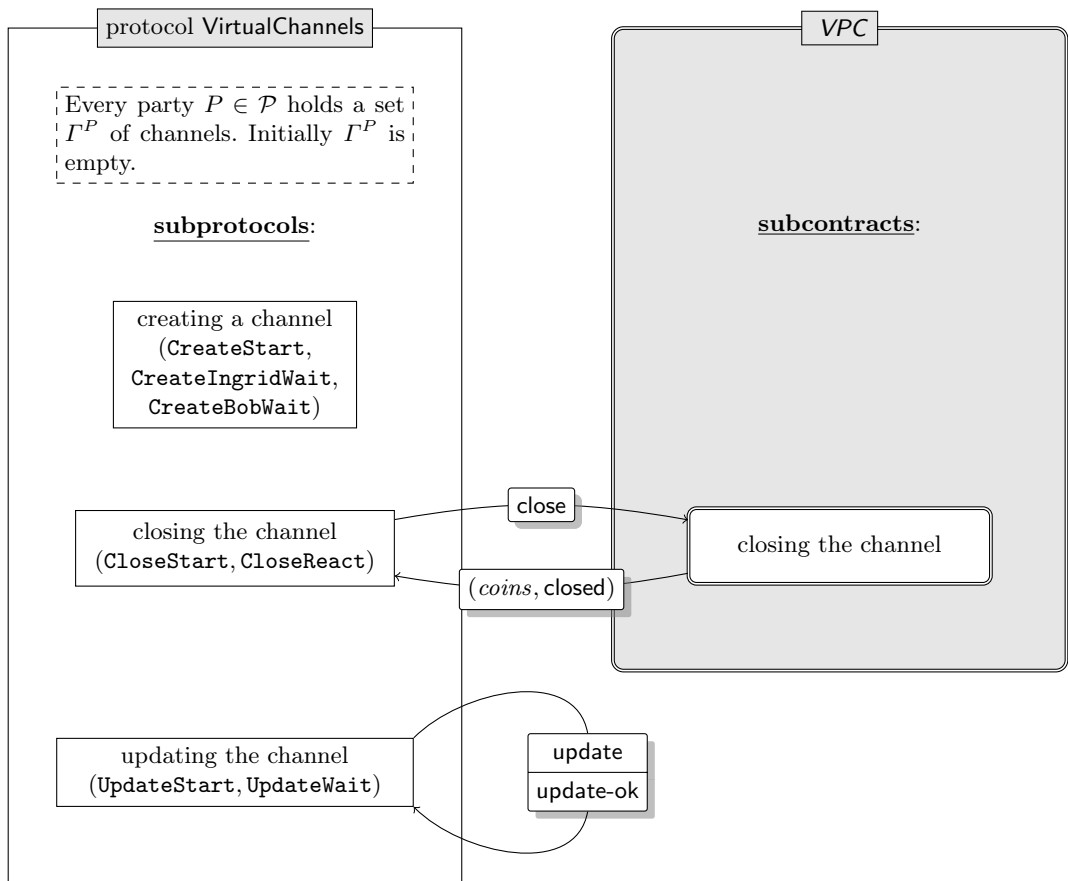 protocol VirtualChannels
VPC
Every party P ∈ 𝒫 holds a set
Γ^P of channels. Initially Γ^P is
empty.
subprotocols:
subcontracts:
creating a channel
(CreateStart,
CreateIngridWait,
CreateBobWait)
close
closing the channel
(CloseStart, CloseReact)
closing the channel
(coins, closed)
updating the channel
(UpdateStart, UpdateWait)
update
update-ok